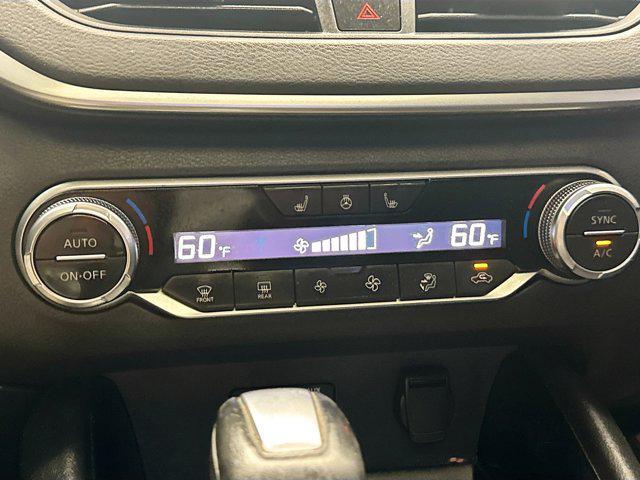 AUTO
ON·OFF
60°F
60°F
SYNC
A/C
FRONT
REAR